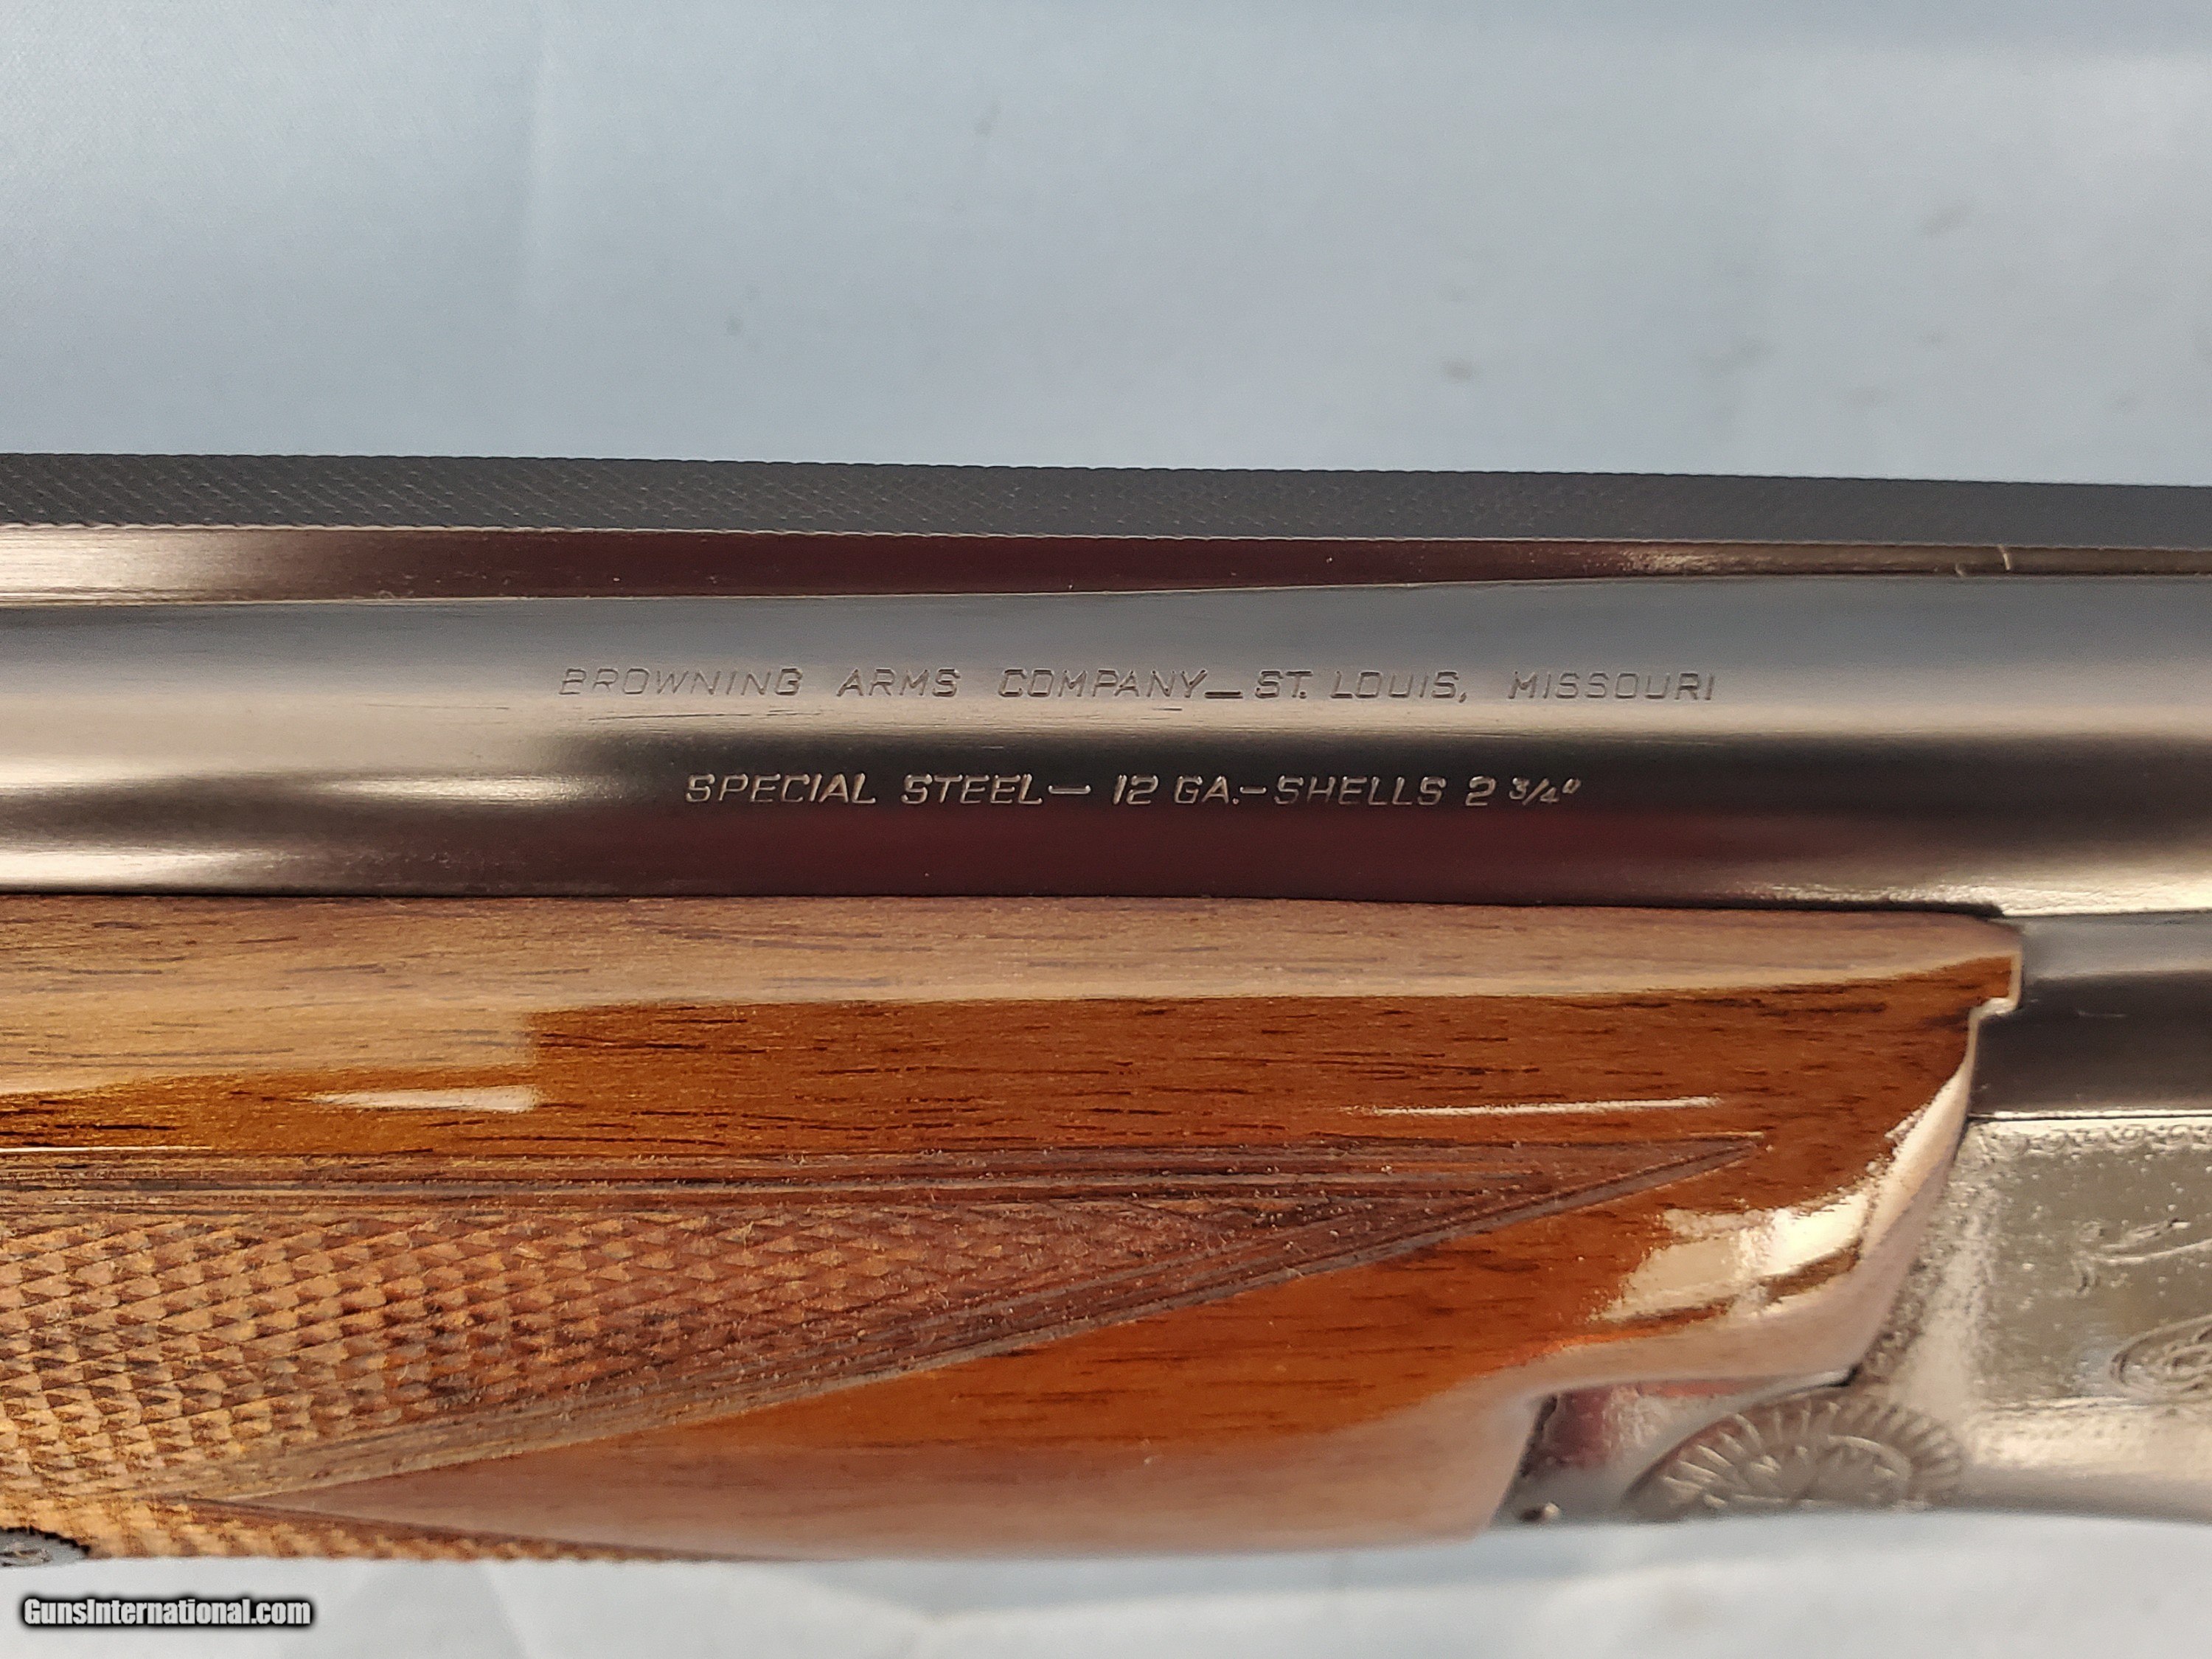 BROWNING ARMS COMPANY_ST. LOUIS, MISSOURI
SPECIAL STEEL— 12 GA.-SHELLS 2 3/4"
GunsInternational.com